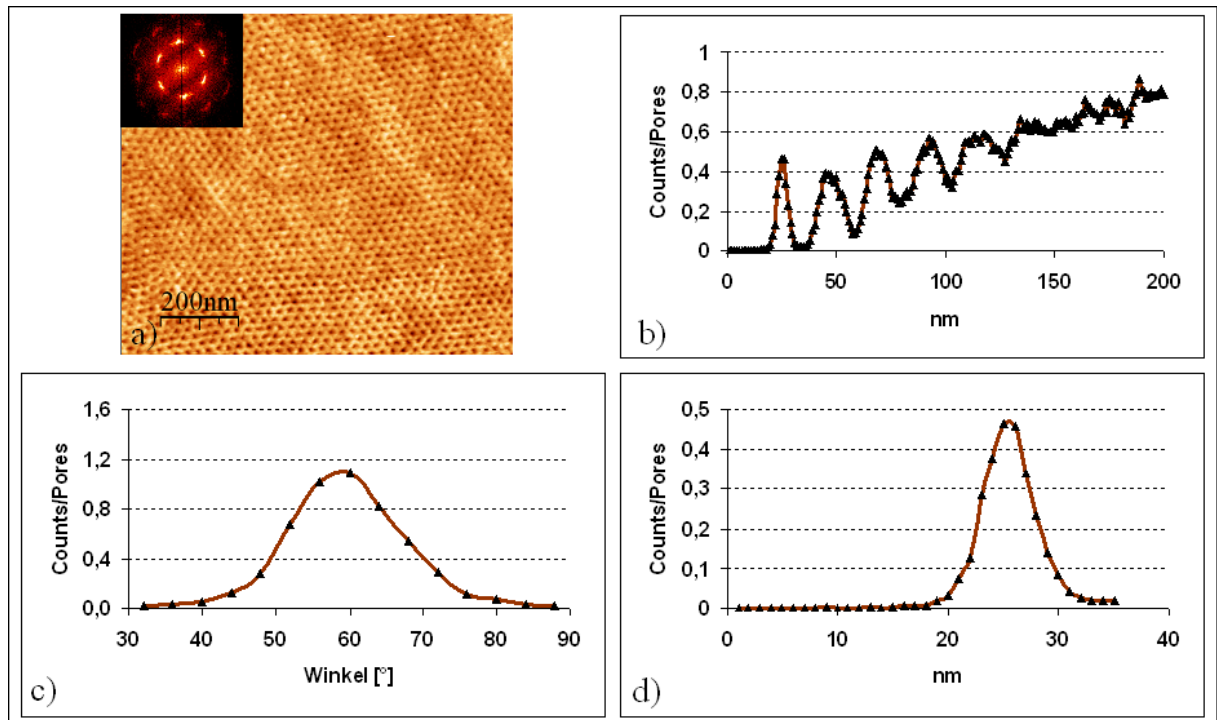 200nm
a)
Counts/Pores
1
0,8
0,6
0,4
0,2
0
0 50 100 150 200
nm
b)
Counts/Pores
1,6
1,2
0,8
0,4
0,0
30 40 50 60 70 80 90
Winkel [°]
c)
Counts/Pores
0,5
0,4
0,3
0,2
0,1
0
0 10 20 30 40
nm
d)